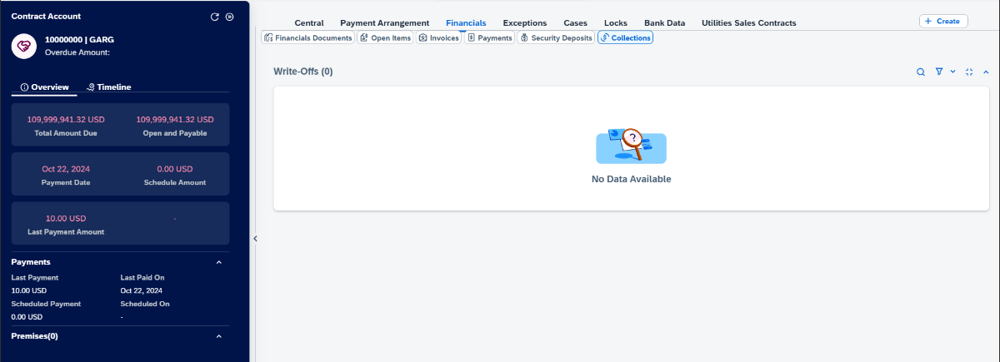 Contract Account
10000000 | GARG
Overdue Amount:
Overview Timeline
109,999,941.32 USD 109,999,941.32 USD
Total Amount Due Open and Payable
Oct 22, 2024 0.00 USD
Payment Date Schedule Amount
10.00 USD -
Last Payment Amount
Payments
Last Payment Last Paid On
10.00 USD Oct 22, 2024
Scheduled Payment Scheduled On
0.00 USD -
Premises(0)
Central Payment Arrangement Financials Exceptions Cases Locks Bank Data Utilities Sales Contracts
+ Create
Financials Documents Open Items Invoices Payments Security Deposits Collections
Write-Offs (0)
?
No Data Available